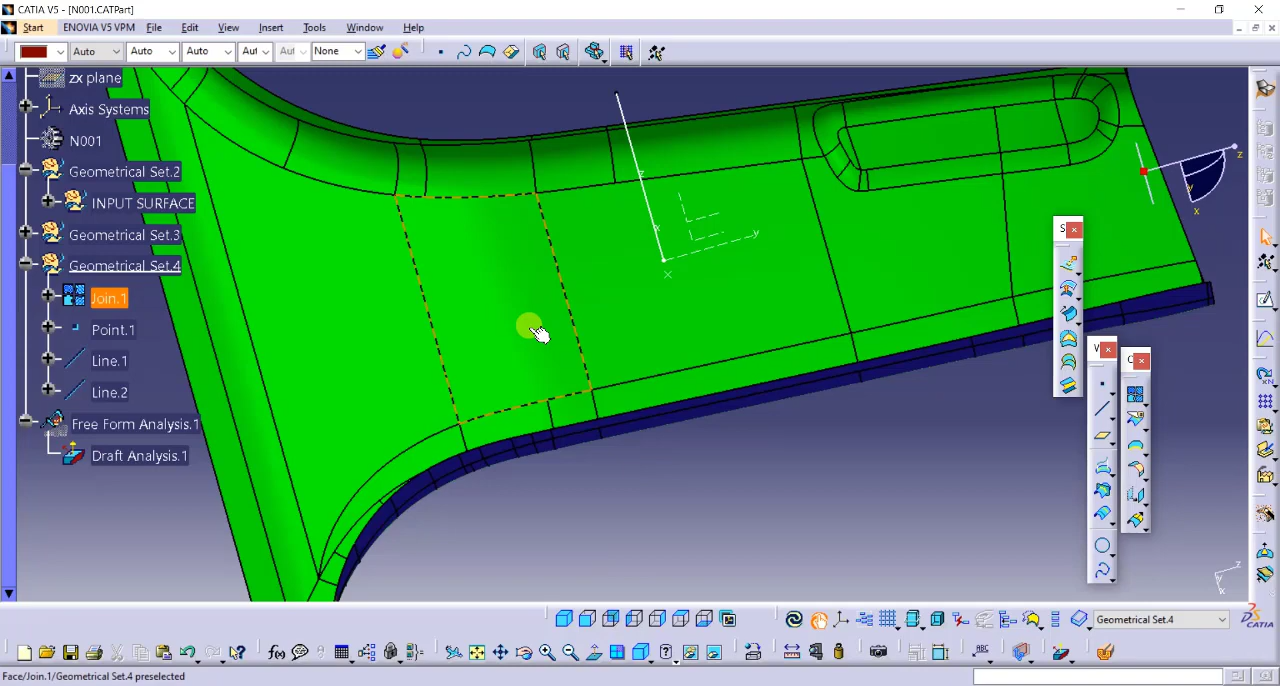 CATIA V5 - [N001.CATPart]
Start ENOVIA V5 VPM File Edit View Insert Tools Window Help
Auto Auto Auto Aut Aut None
zx plane
Axis Systems
N001
Geometrical Set.2
INPUT SURFACE
Geometrical Set.3
Geometrical Set.4
Join.1
Point.1
Line.1
Line.2
Free Form Analysis.1
Draft Analysis.1
z
x
y
x
z
y
x
S
W
C
z
y
x
Geometrical Set.4
CATIA
Face/Join.1/Geometrical Set.4 preselected